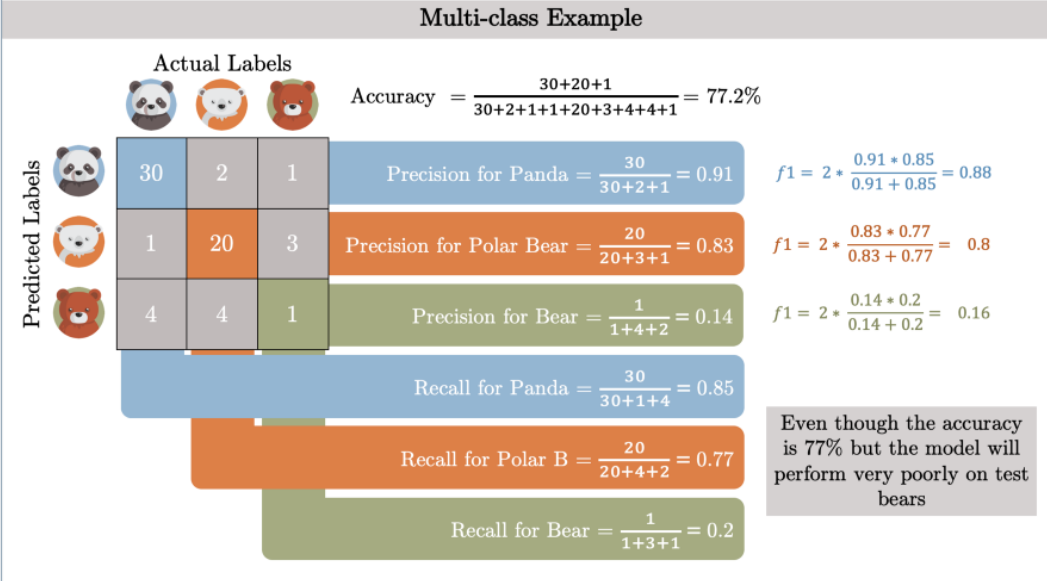 Multi-class Example
Actual Labels
Accuracy = \frac{30+20+1}{30+2+1+1+20+3+4+4+1} = 77.2%
Predicted Labels
30 2 1
Precision for Panda = \frac{30}{30+2+1} = 0.91
f1 = 2 * \frac{0.91 * 0.85}{0.91 + 0.85} = 0.88
1 20 3
Precision for Polar Bear = \frac{20}{20+3+1} = 0.83
f1 = 2 * \frac{0.83 * 0.77}{0.83 + 0.77} = 0.8
4 4 1
Precision for Bear = \frac{1}{1+4+2} = 0.14
f1 = 2 * \frac{0.14 * 0.2}{0.14 + 0.2} = 0.16
Recall for Panda = \frac{30}{30+1+4} = 0.85
Recall for Polar B = \frac{20}{20+4+2} = 0.77
Recall for Bear = \frac{1}{1+3+1} = 0.2
Even though the accuracy
is 77% but the model will
perform very poorly on test
bears